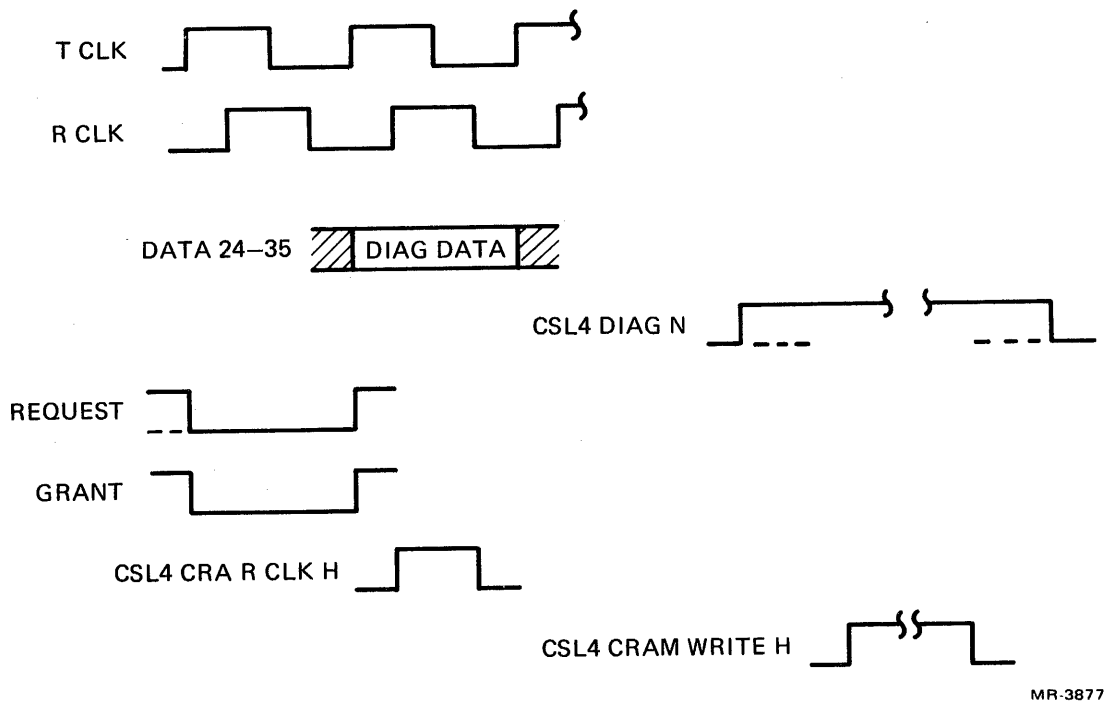 T CLK
R CLK
DATA 24–35 DIAG DATA
CSL4 DIAG N
REQUEST
GRANT
CSL4 CRA R CLK H
CSL4 CRAM WRITE H
MR-3877